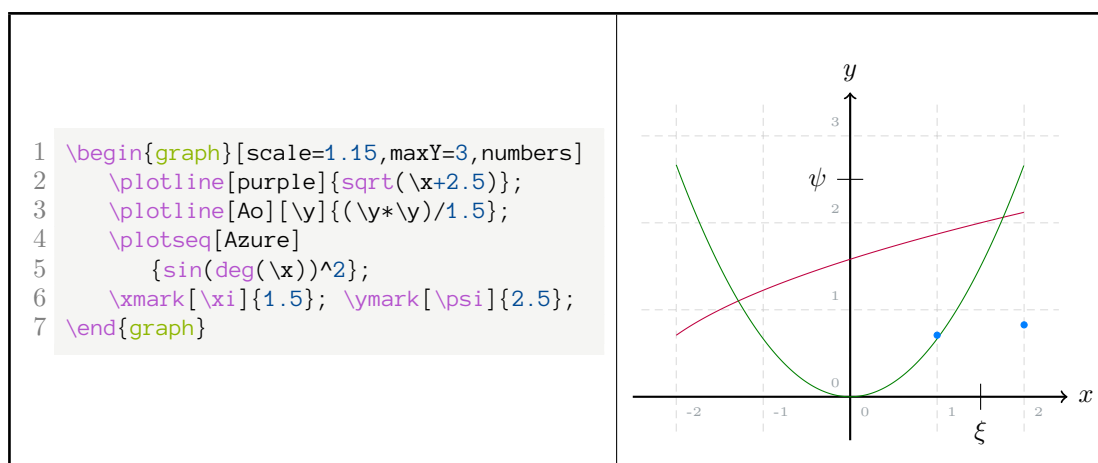 1 \begin{graph}[scale=1.15,maxY=3,numbers]
2 \plotline[purple]{sqrt(\x+2.5)};
3 \plotline[Ao][\y]{(\y*\y)/1.5};
4 \plotseq[Azure]
5 {sin(deg(\x))^2};
6 \xmark[\xi]{1.5}; \ymark[\psi]{2.5};
7 \end{graph}
y
3
ψ
2
1
0
x
-2 -1 0 1 2
ξ